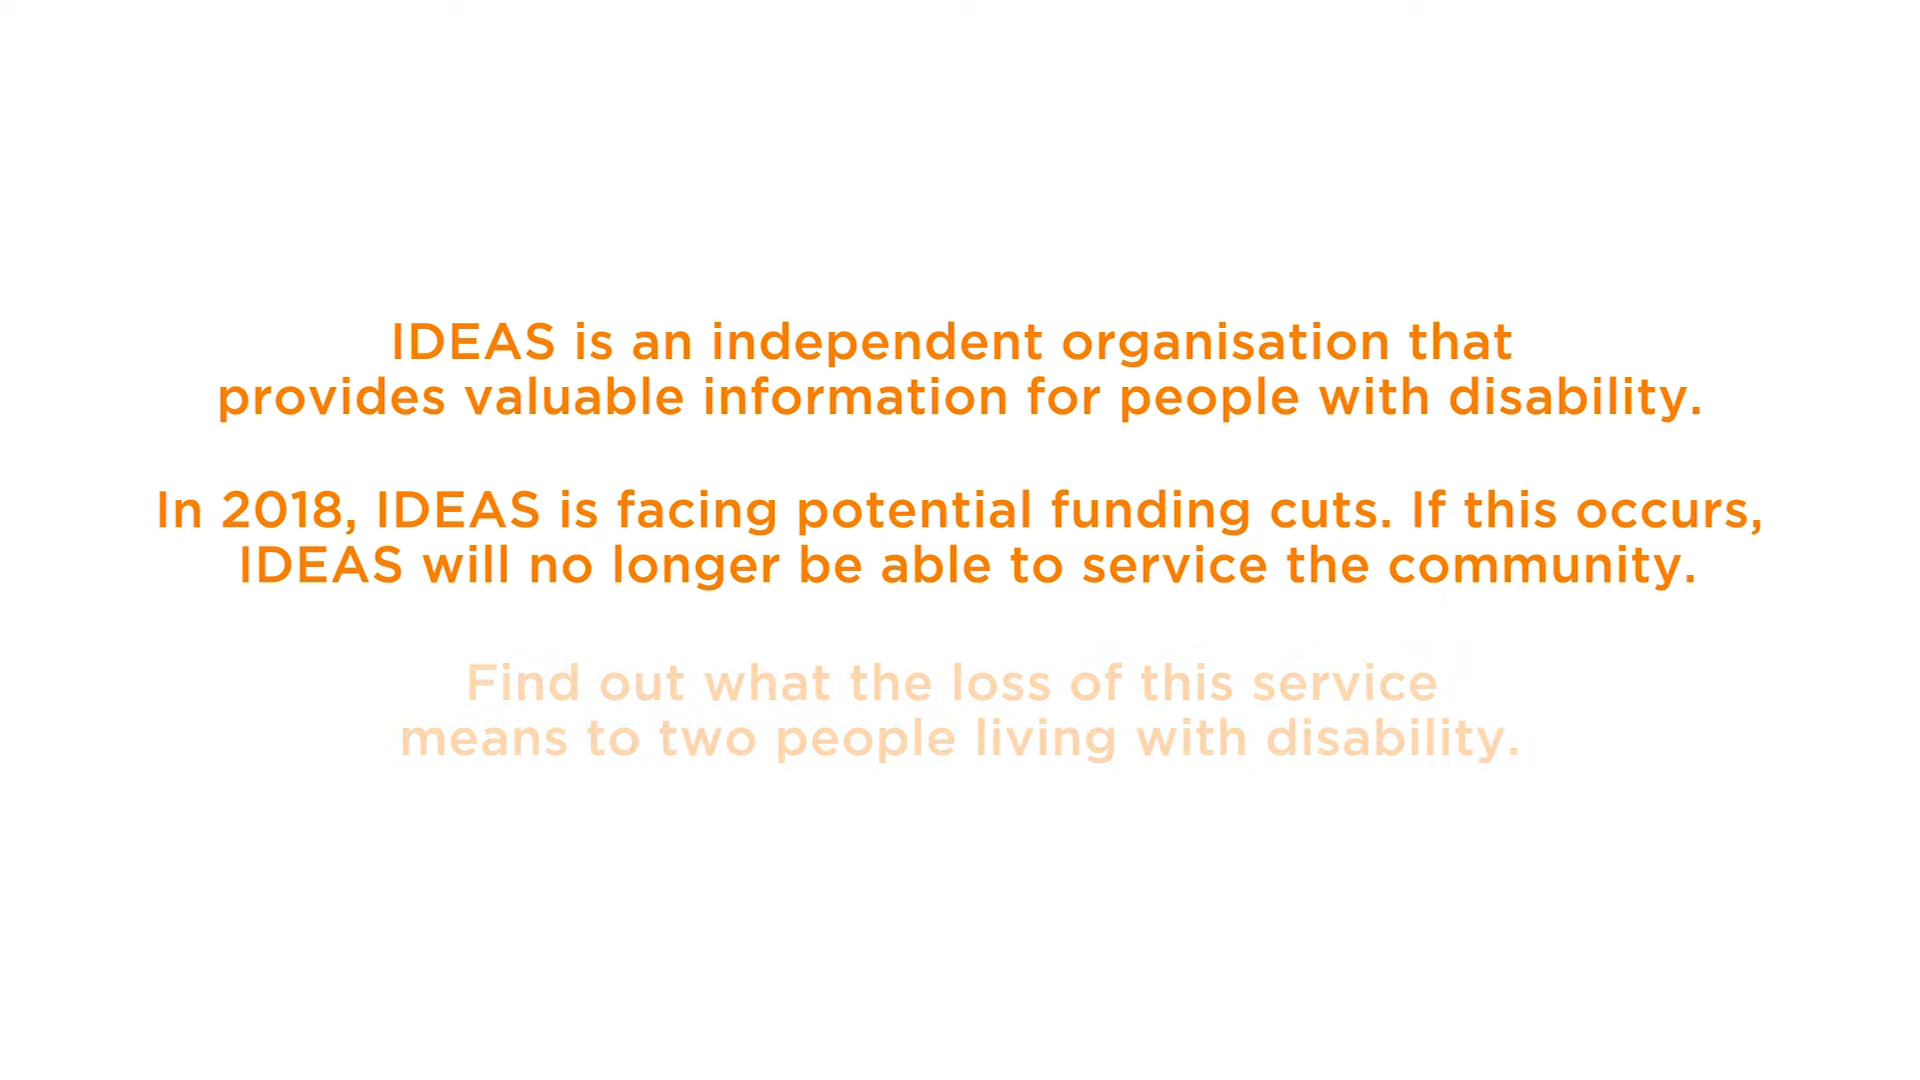 IDEAS is an independent organisation that
provides valuable information for people with disability.
In 2018, IDEAS is facing potential funding cuts. If this occurs,
IDEAS will no longer be able to service the community.
Find out what the loss of this service
means to two people living with disability.